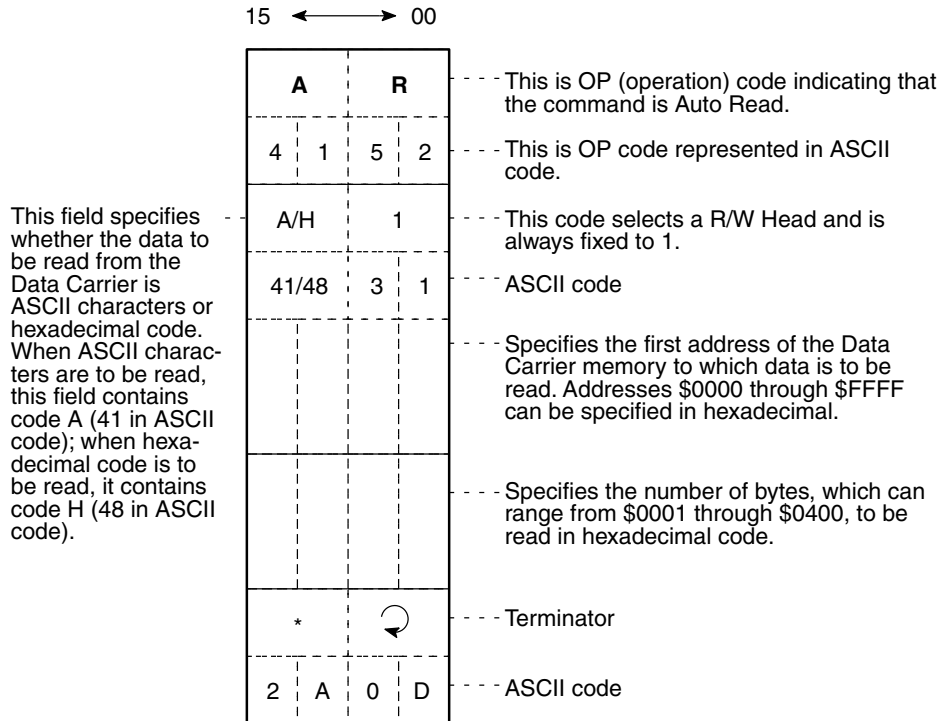 15 00
A R
This is OP (operation) code indicating that
the command is Auto Read.
4 1 5 2
This is OP code represented in ASCII
code.
This field specifies
whether the data to
be read from the
Data Carrier is
ASCII characters or
hexadecimal code.
When ASCII charac-
ters are to be read,
this field contains
code A (41 in ASCII
code); when hexa-
decimal code is to
be read, it contains
code H (48 in ASCII
code).
A/H 1
This code selects a R/W Head and is
always fixed to 1.
41/48 3 1
ASCII code
Specifies the first address of the Data
Carrier memory to which data is to be
read. Addresses $0000 through $FFFF
can be specified in hexadecimal.
Specifies the number of bytes, which can
range from $0001 through $0400, to be
read in hexadecimal code.
*
Terminator
2 A 0 D
ASCII code